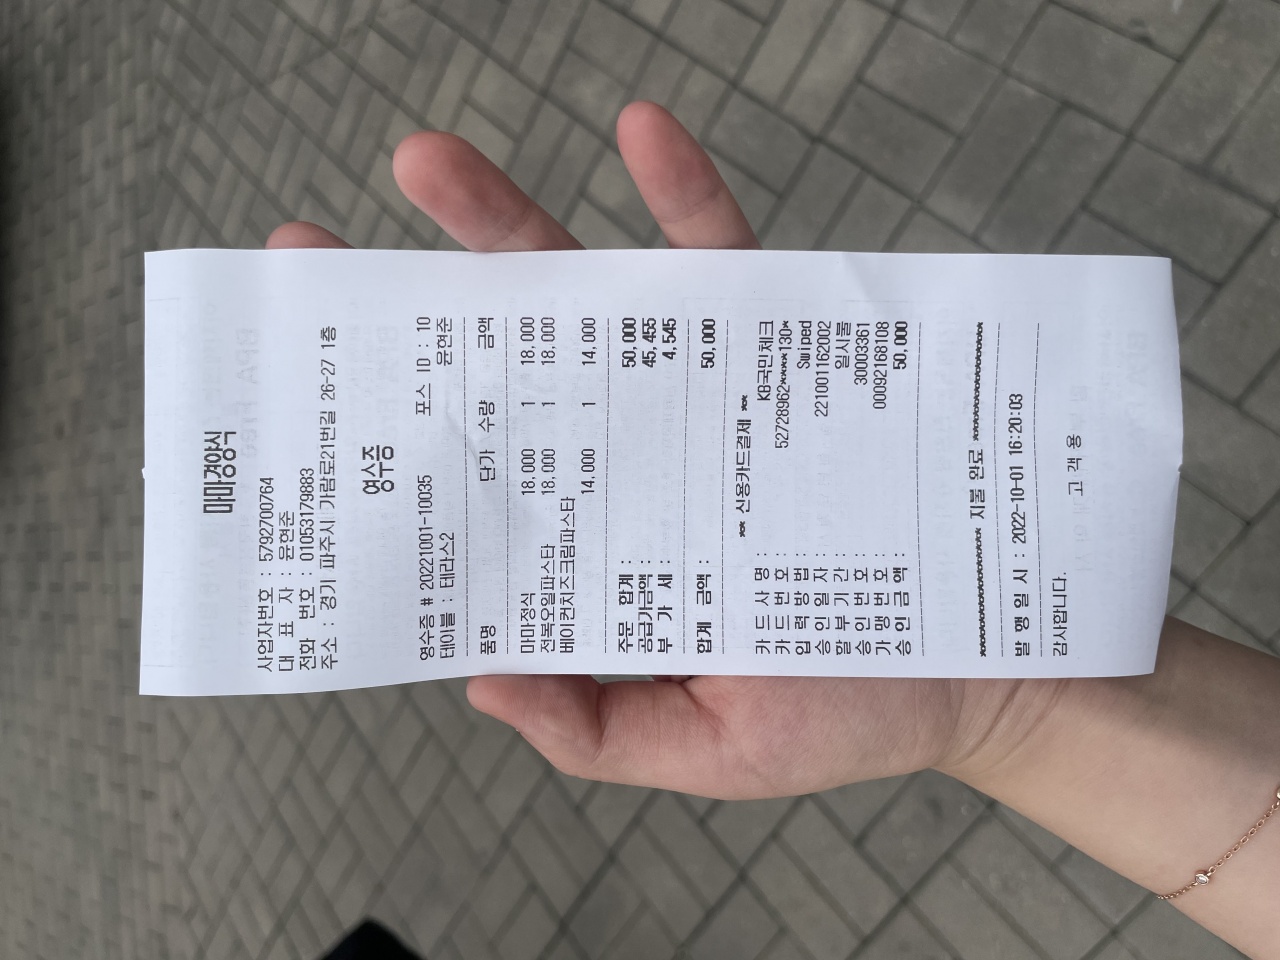 마마경양식
사업자번호 : 5792700764
대 표 자 : 윤현준
전화 번호 : 01053179883
주소 : 경기 파주시 가람로21번길 26-27 1층
영수증
영수증 # 20221001-10035 포스 ID : 10
테이블 : 테라스2 윤현준
품명 단가 수량 금액
마마정식 18,000 1 18,000
전복오일파스타 18,000 1 18,000
베이컨치즈크림파스타
14,000 1 14,000
주문 합계 : 50,000
공급가금액 : 45,455
부 가 세 : 4,545
합계 금액 : 50,000
** 신용카드결제 **
카 드 사 명 : KB국민체크
카 드 번 호 : 52728962*****130*
입 력 방 법 : Swiped
승 인 일 자 : 221001162002
할 부 기 간 : 일시불
승 인 번 호 : 30003361
가 맹 번 호 : 00092168108
승 인 금 액 : 50,000
지불 완료
발 행 일 시 : 2022-10-01 16:20:03
감사합니다.
고 객 용